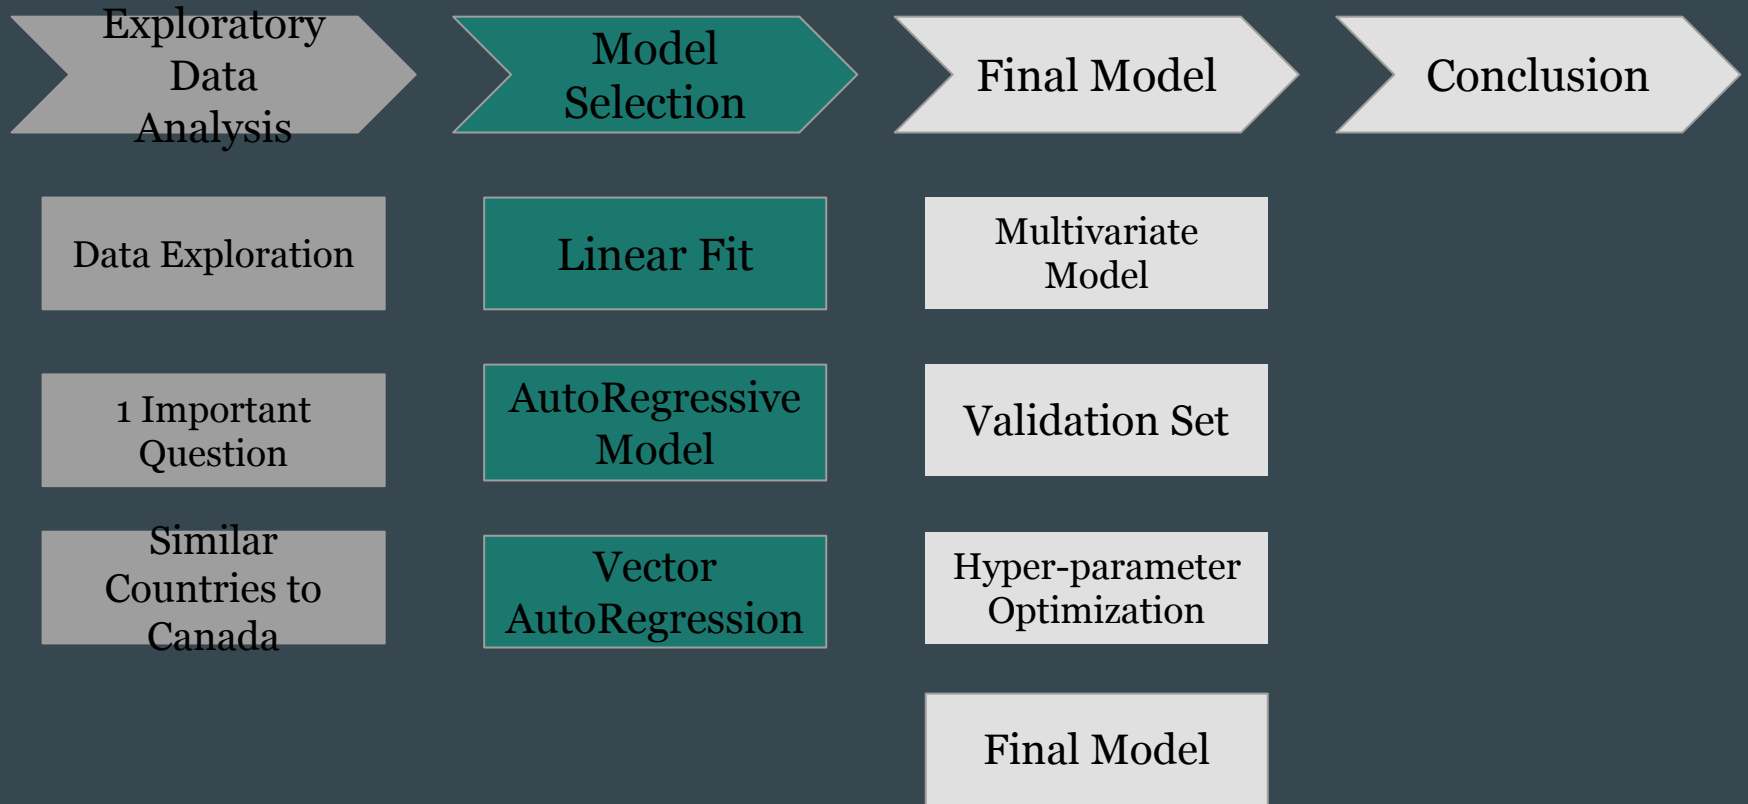 Exploratory
Data
Analysis
Model
Selection
Final Model
Conclusion
Data Exploration
Linear Fit
Multivariate
Model
1 Important
Question
AutoRegressive
Model
Validation Set
Similar
Countries to
Canada
Vector
AutoRegression
Hyper-parameter
Optimization
Final Model